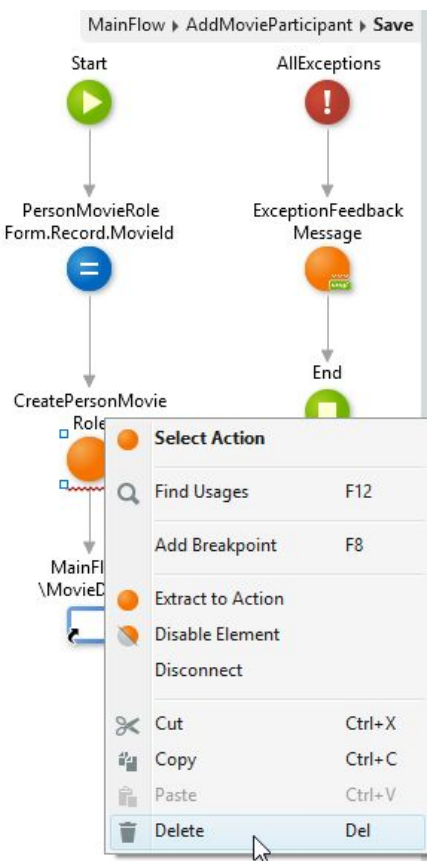 MainFlow ▸ AddMovieParticipant ▸ Save
Start
AllExceptions
PersonMovieRole
Form.Record.MovieId
ExceptionFeedback
Message
End
CreatePersonMovie
Role
Select Action
Find Usages F12
Add Breakpoint F8
MainFl
\MovieD
Extract to Action
Disable Element
Disconnect
Cut Ctrl+X
Copy Ctrl+C
Paste Ctrl+V
Delete Del